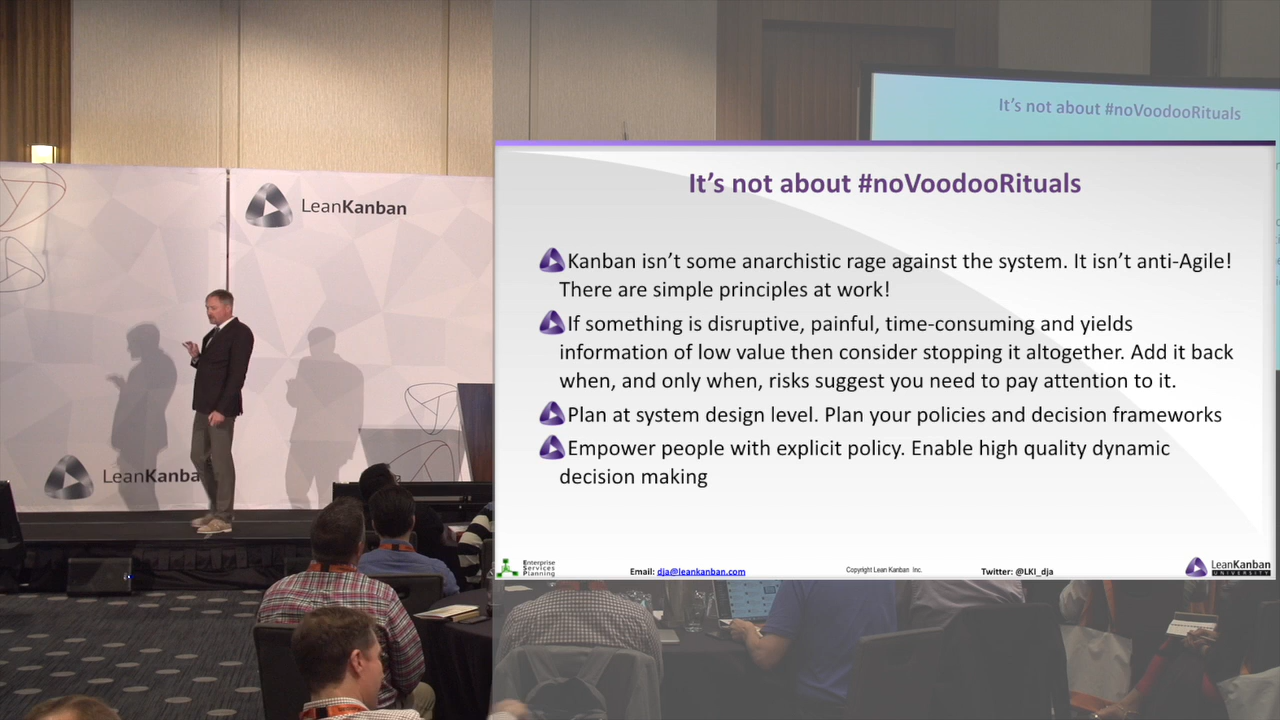 It's not about #noVoodooRituals
LeanKanban
It's not about #noVoodooRituals
Kanban isn't some anarchistic rage against the system. It isn't anti-Agile!
There are simple principles at work!
If something is disruptive, painful, time-consuming and yields
information of low value then consider stopping it altogether. Add it back
when, and only when, risks suggest you need to pay attention to it.
Plan at system design level. Plan your policies and decision frameworks
Empower people with explicit policy. Enable high quality dynamic
decision making
LeanKanba
Enterprise
Services
Planning
Email: dja@leankanban.com
Copyright Lean Kanban Inc.
Twitter: @LKI_dja
LeanKanban
UNIVERSITY